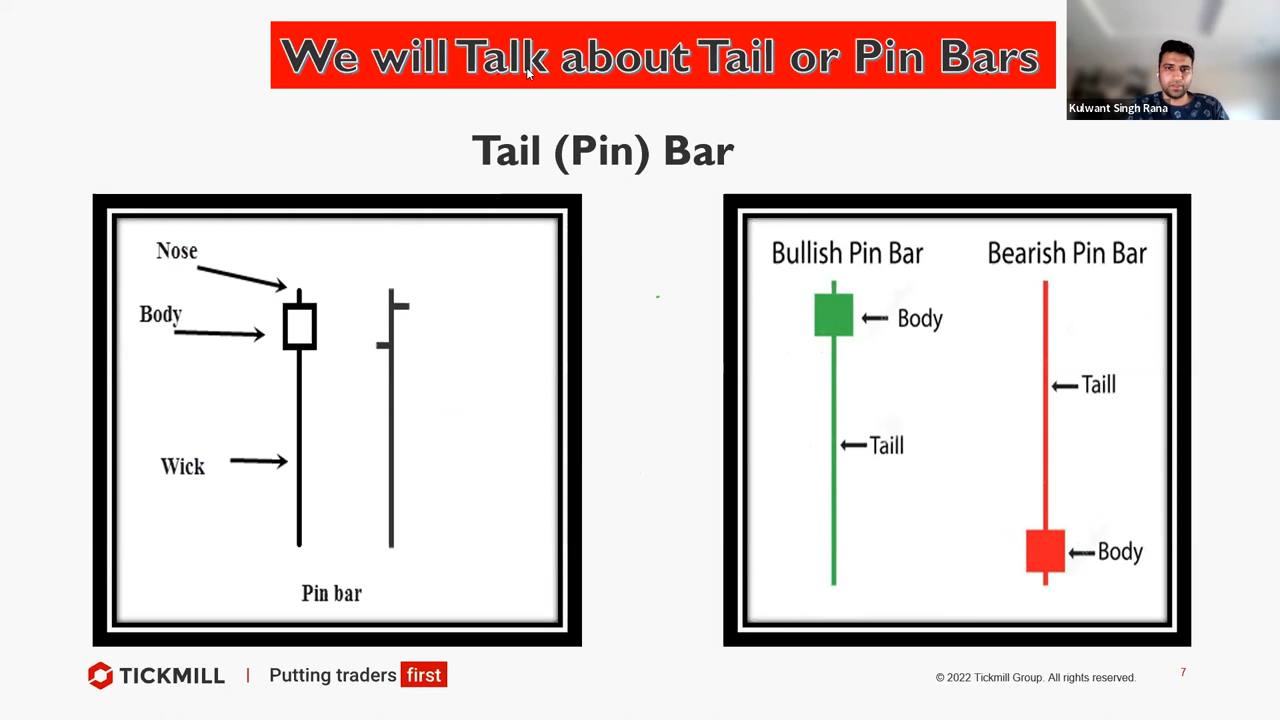 We will Talk about Tail or Pin Bars
Kulwant Singh Rana
Tail (Pin) Bar
Nose
Body
Wick
Pin bar
Bullish Pin Bar
Bearish Pin Bar
Body
Taill
Taill
Body
TICKMILL | Putting traders first
© 2022 Tickmill Group. All rights reserved.
7